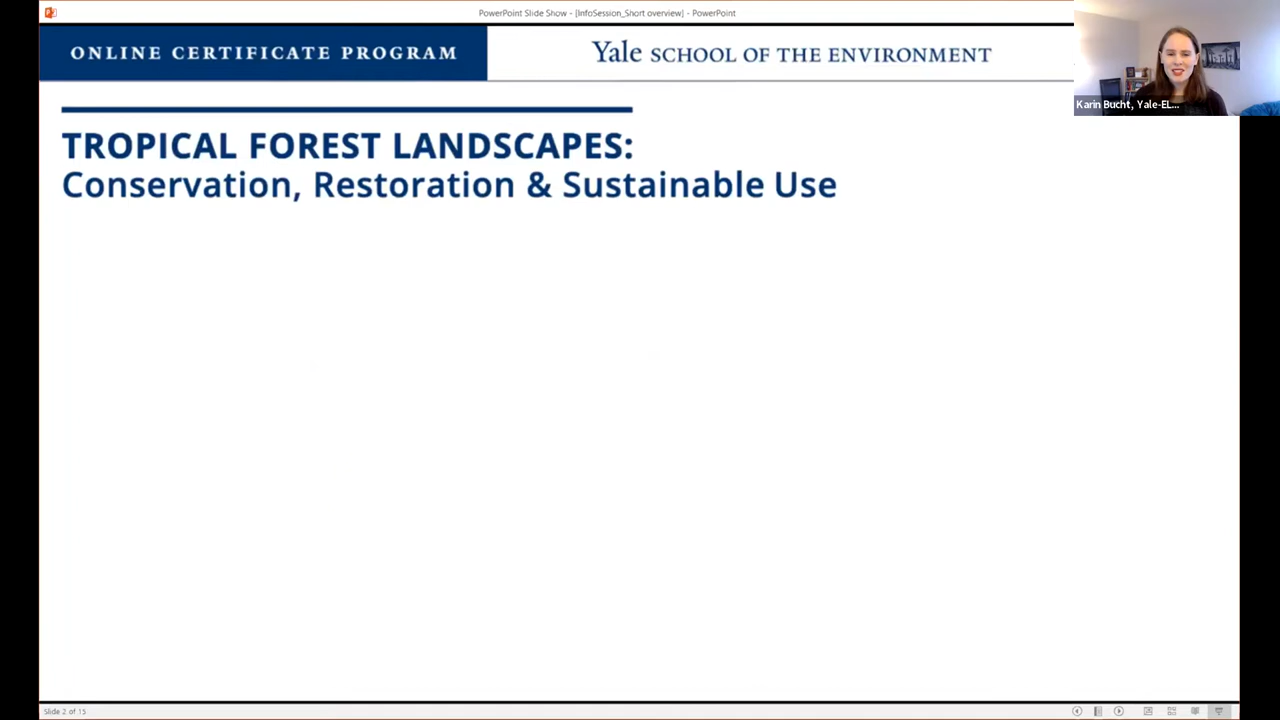 PowerPoint Slide Show - [InfoSession_Short overview] - PowerPoint
ONLINE CERTIFICATE PROGRAM
Yale SCHOOL OF THE ENVIRONMENT
Karin Bucht, Yale-EL...
TROPICAL FOREST LANDSCAPES:
Conservation, Restoration & Sustainable Use
Slide 2 of 15